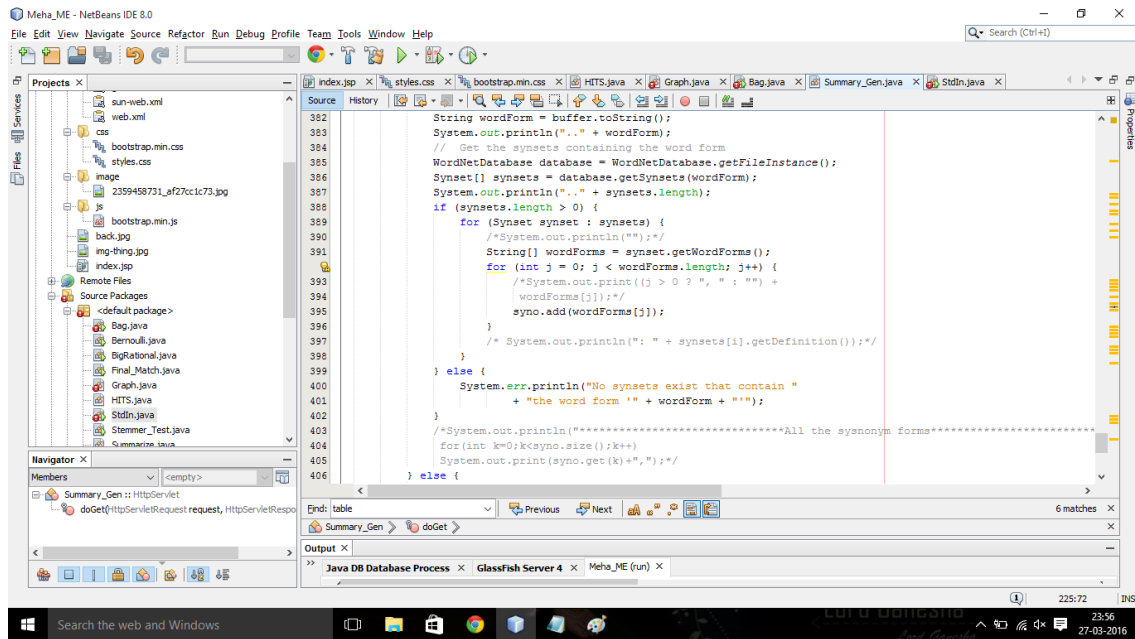 Meha_ME - NetBeans IDE 8.0
File Edit View Navigate Source Refactor Run Debug Profile Team Tools Window Help
Search (Ctrl+I)
Projects
index.jsp styles.css bootstrap.min.css HITS.java Graph.java Bag.java Summary_Gen.java StdIn.java
Source History
Services
Files
Properties
sun-web.xml
web.xml
css
bootstrap.min.css
styles.css
image
2359458731_af27cc1c73.jpg
js
bootstrap.min.js
back.jpg
img-thing.jpg
index.jsp
Remote Files
Source Packages
<default package>
Bag.java
Bernoulli.java
BigRational.java
Final_Match.java
Graph.java
HITS.java
StdIn.java
Stemmer_Test.java
Summarize.java
382 String wordForm = buffer.toString();
383 System.out.println(".." + wordForm);
384 // Get the synsets containing the word form
385 WordNetDatabase database = WordNetDatabase.getFileInstance();
386 Synset[] synsets = database.getSynsets(wordForm);
387 System.out.println(".." + synsets.length);
388 if (synsets.length > 0) {
389 for (Synset synset : synsets) {
390 /*System.out.println("");*/
391 String[] wordForms = synset.getWordForms();
for (int j = 0; j < wordForms.length; j++) {
393 /*System.out.print((j > 0 ? ", " : "") +
394 wordForms[j]);*/
395 syno.add(wordForms[j]);
396 }
397 /* System.out.println(": " + synsets[i].getDefinition());*/
398 }
399 } else {
400 System.err.println("No synsets exist that contain "
401 + "the word form '" + wordForm + "'");
402 }
403 /*System.out.println("*******************************All the sysnonym forms*************************
404 for(int k=0;k<syno.size();k++)
405 System.out.print(syno.get(k)+",");*/
406 } else {
Navigator
Members <empty>
Summary_Gen :: HttpServlet
doGet(HttpServletRequest request, HttpServletRespo
Find: table Previous Next 6 matches
Summary_Gen doGet
Output
Java DB Database Process GlassFish Server 4 Meha_ME (run)
1 225:72 INS
Search the web and Windows
Lord Ganesha
23:56
27-03-2016